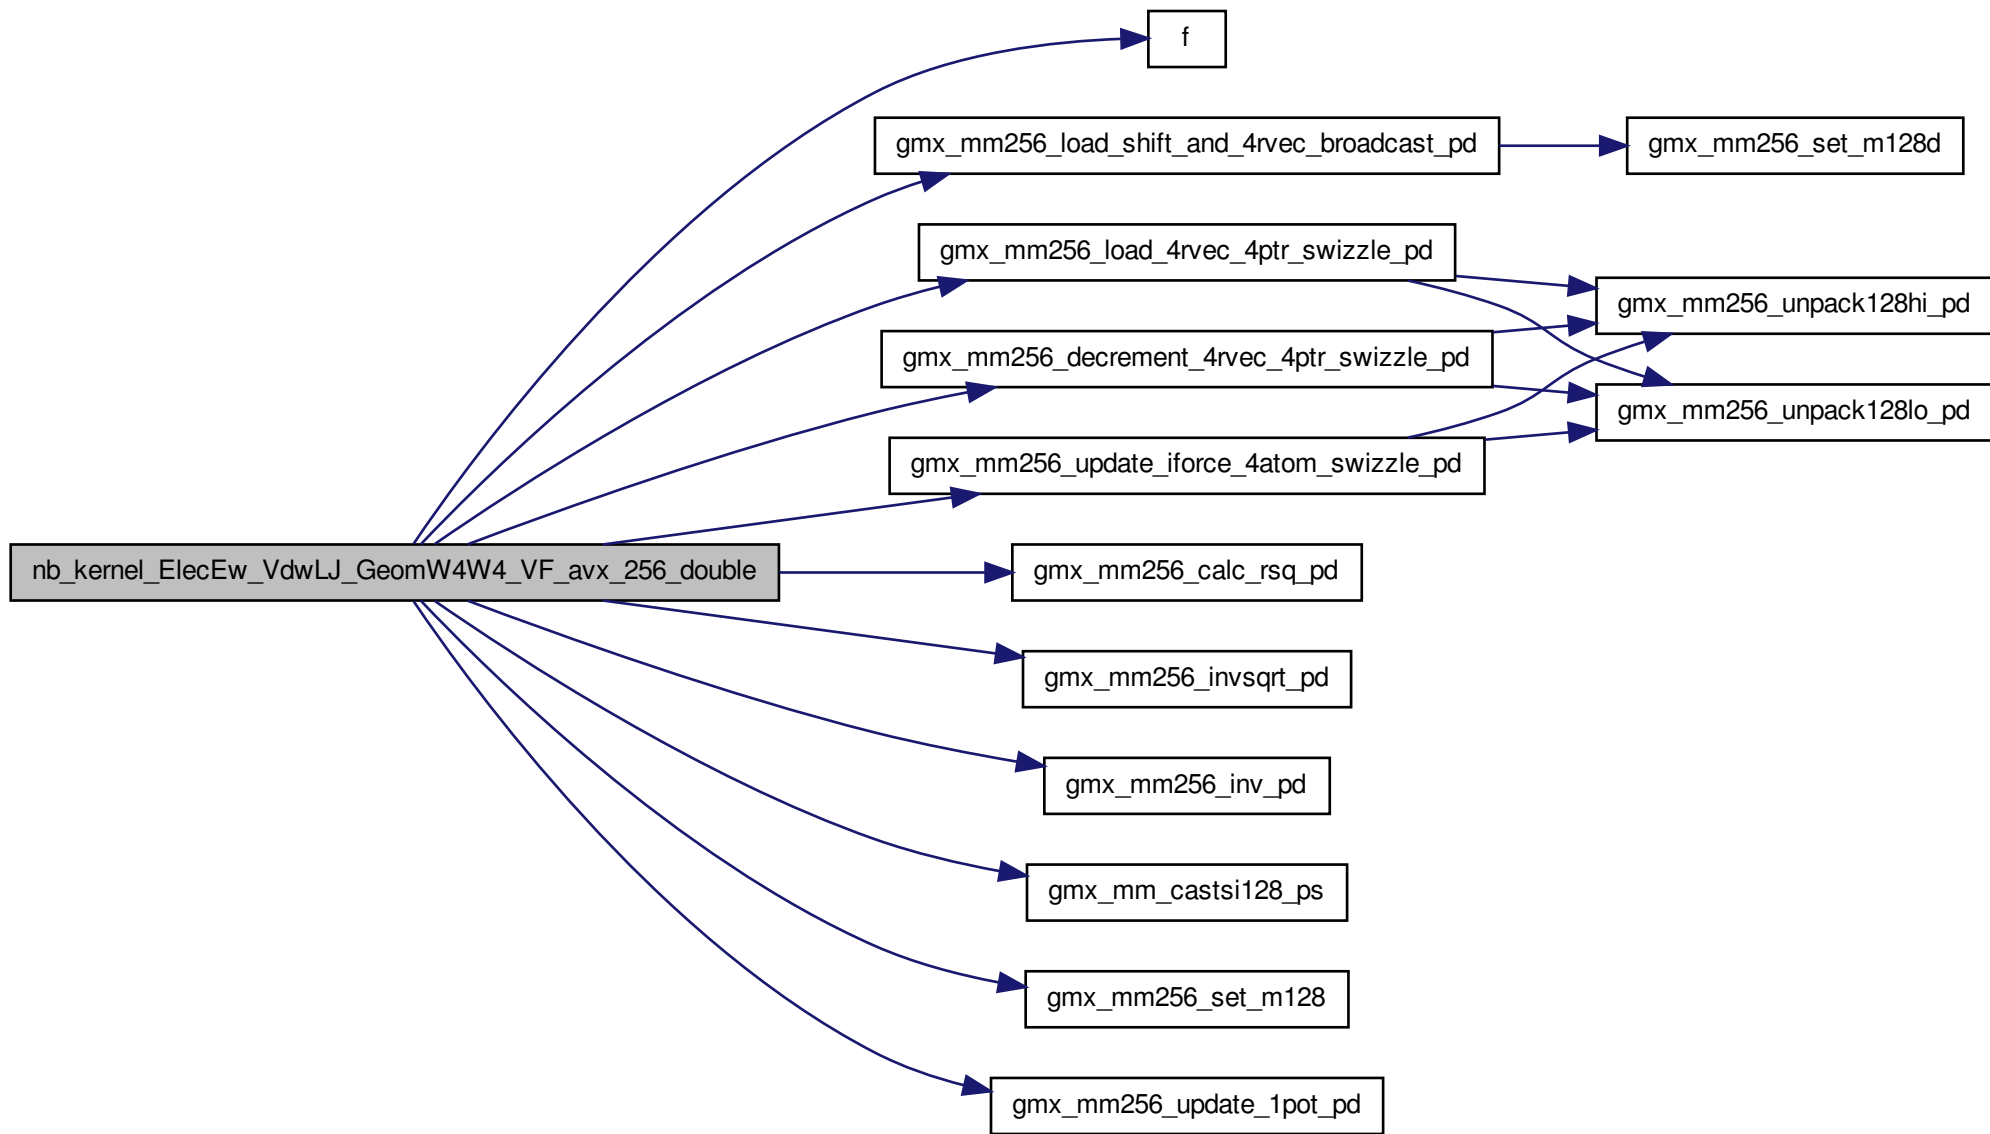 f
gmx_mm256_load_shift_and_4rvec_broadcast_pd
gmx_mm256_set_m128d
gmx_mm256_load_4rvec_4ptr_swizzle_pd
gmx_mm256_unpack128hi_pd
gmx_mm256_decrement_4rvec_4ptr_swizzle_pd
gmx_mm256_unpack128lo_pd
gmx_mm256_update_iforce_4atom_swizzle_pd
nb_kernel_ElecEw_VdwLJ_GeomW4W4_VF_avx_256_double
gmx_mm256_calc_rsq_pd
gmx_mm256_invsqrt_pd
gmx_mm256_inv_pd
gmx_mm_castsi128_ps
gmx_mm256_set_m128
gmx_mm256_update_1pot_pd